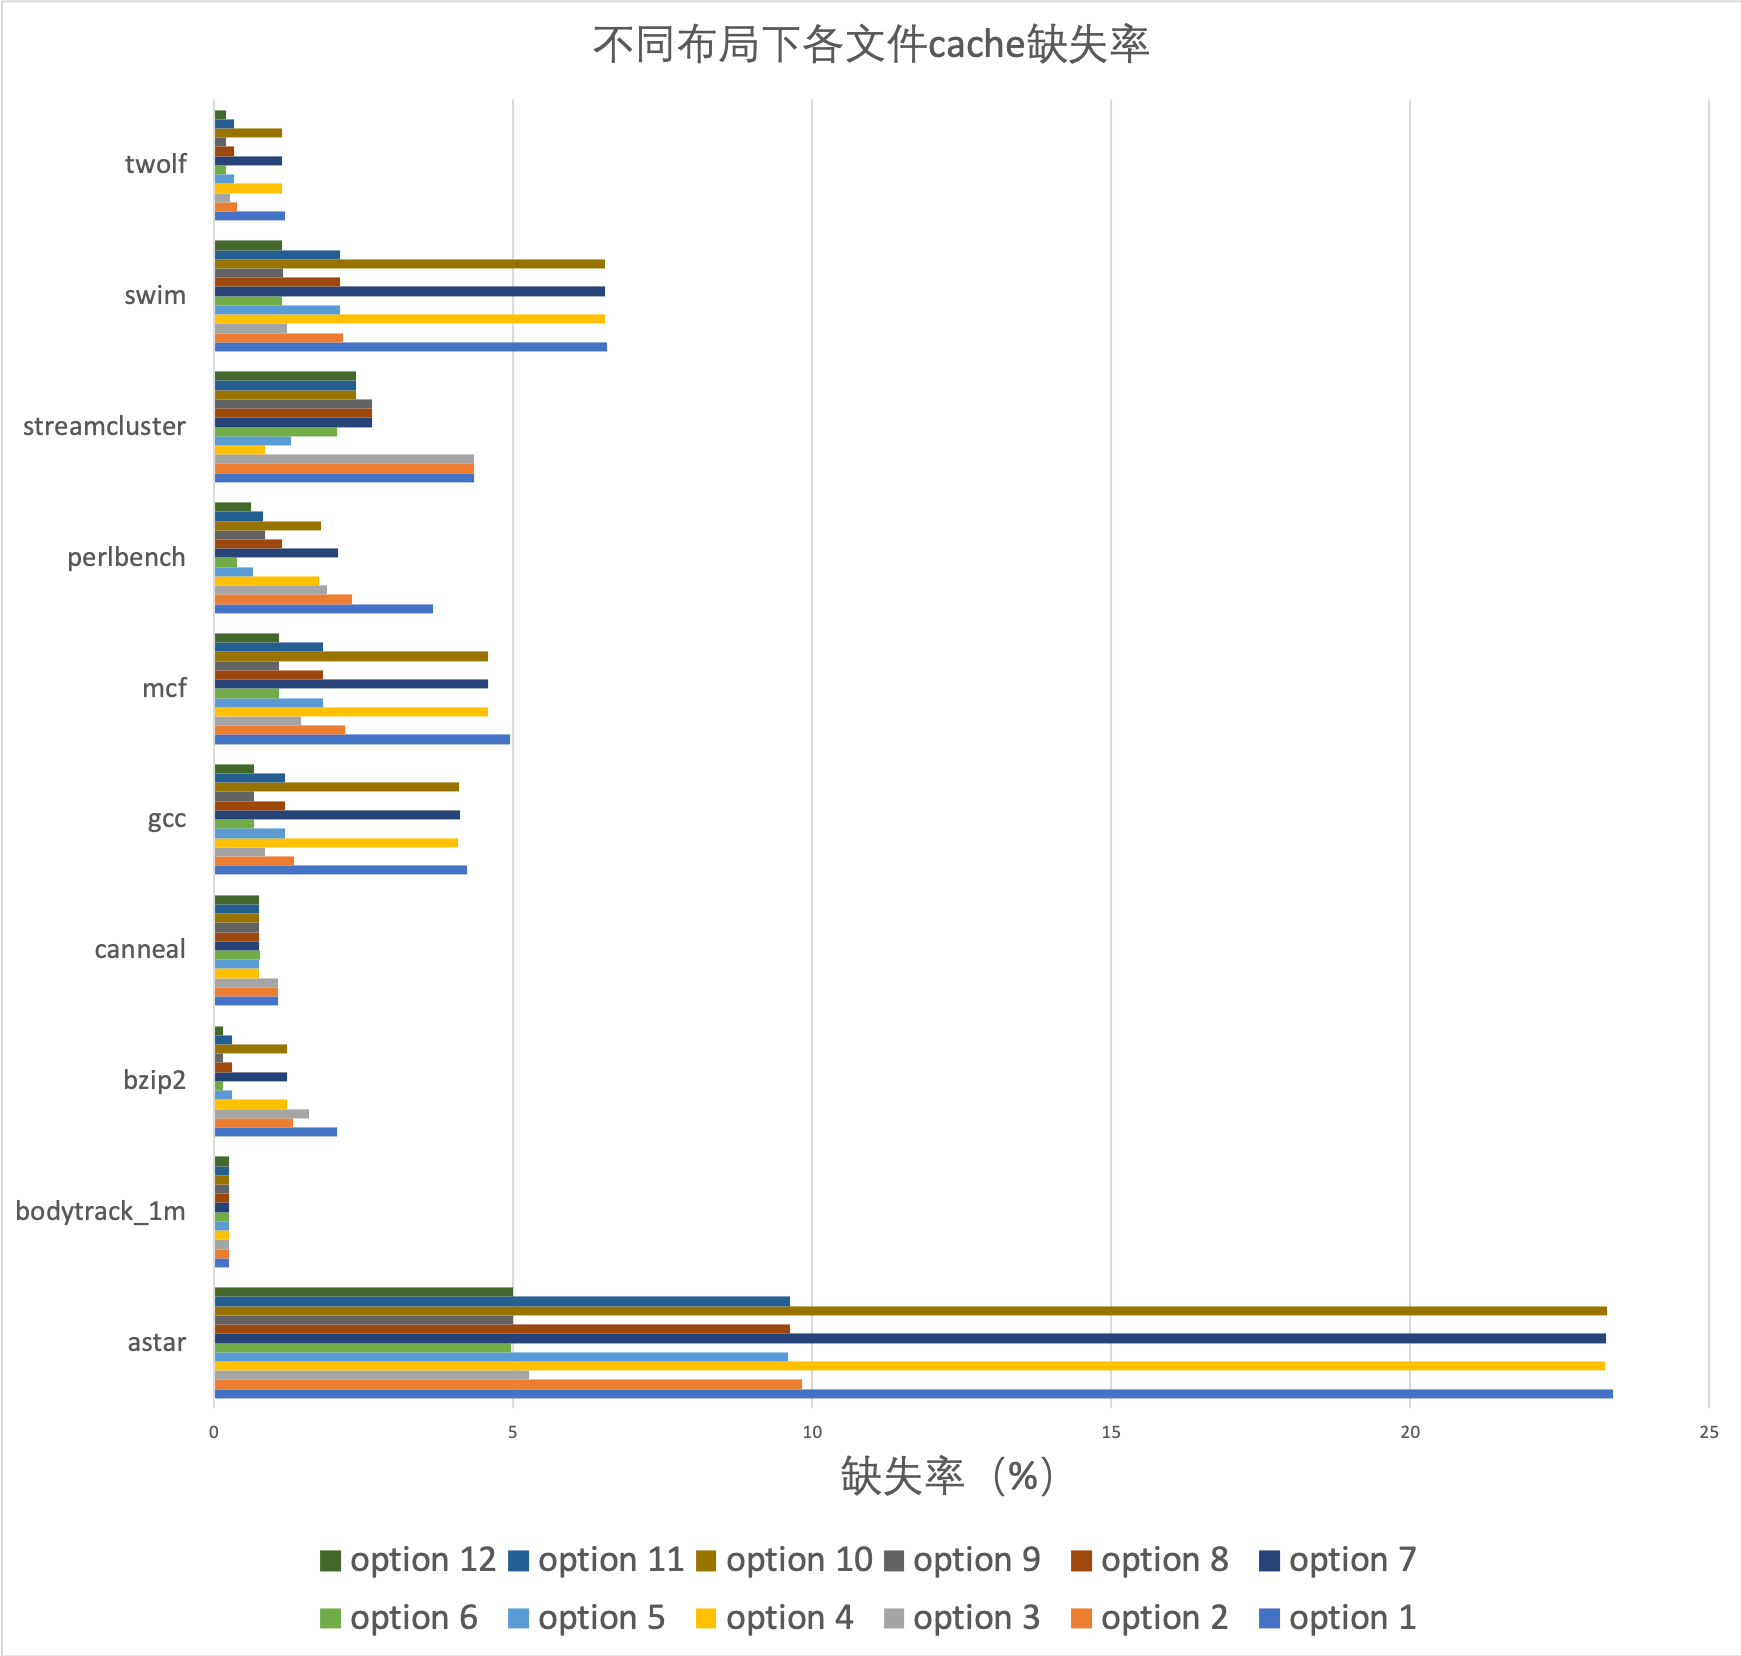 不同布局下各文件cache缺失率
twolf
swim
streamcluster
perlbench
mcf
gcc
canneal
bzip2
bodytrack_1m
astar
0 5 10 15 20 25
缺失率（%）
option 12 option 11 option 10 option 9 option 8 option 7
option 6 option 5 option 4 option 3 option 2 option 1